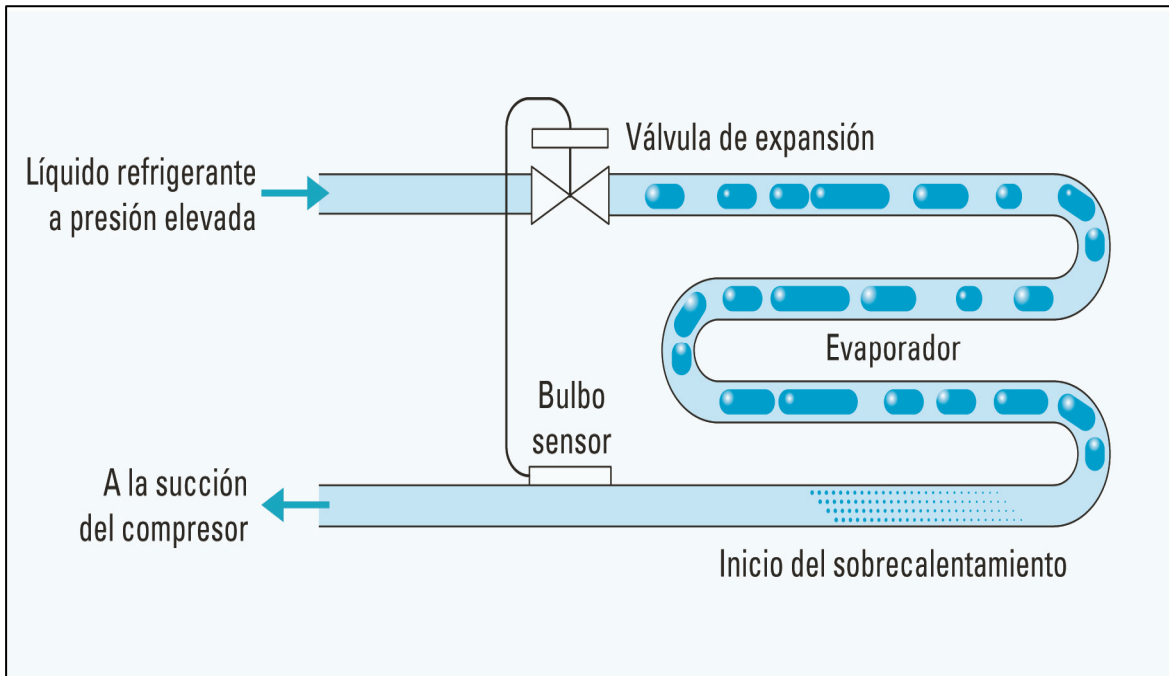 Válvula de expansión
Líquido refrigerante
a presión elevada
Evaporador
Bulbo
sensor
A la succión
del compresor
Inicio del sobrecalentamiento